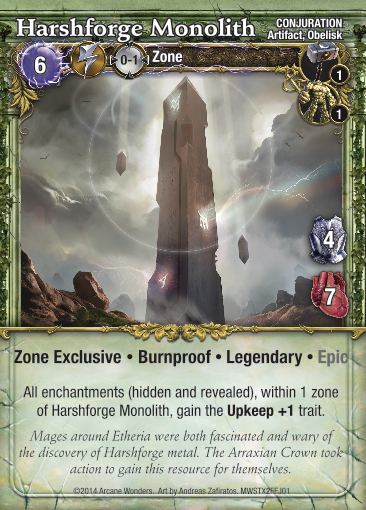 Harshforge Monolith
CONJURATION
Artifact, Obelisk
6
0-1
Zone
1
1
4
7
Zone Exclusive • Burnproof • Legendary • Epic
All enchantments (hidden and revealed), within 1 zone
of Harshforge Monolith, gain the Upkeep +1 trait.
Mages around Etheria were both fascinated and wary of
the discovery of Harshforge metal. The Arraxian Crown took
action to gain this resource for themselves.
©2014 Arcane Wonders. Art by Andreas Zafiratos. MWSTX2FFJ01